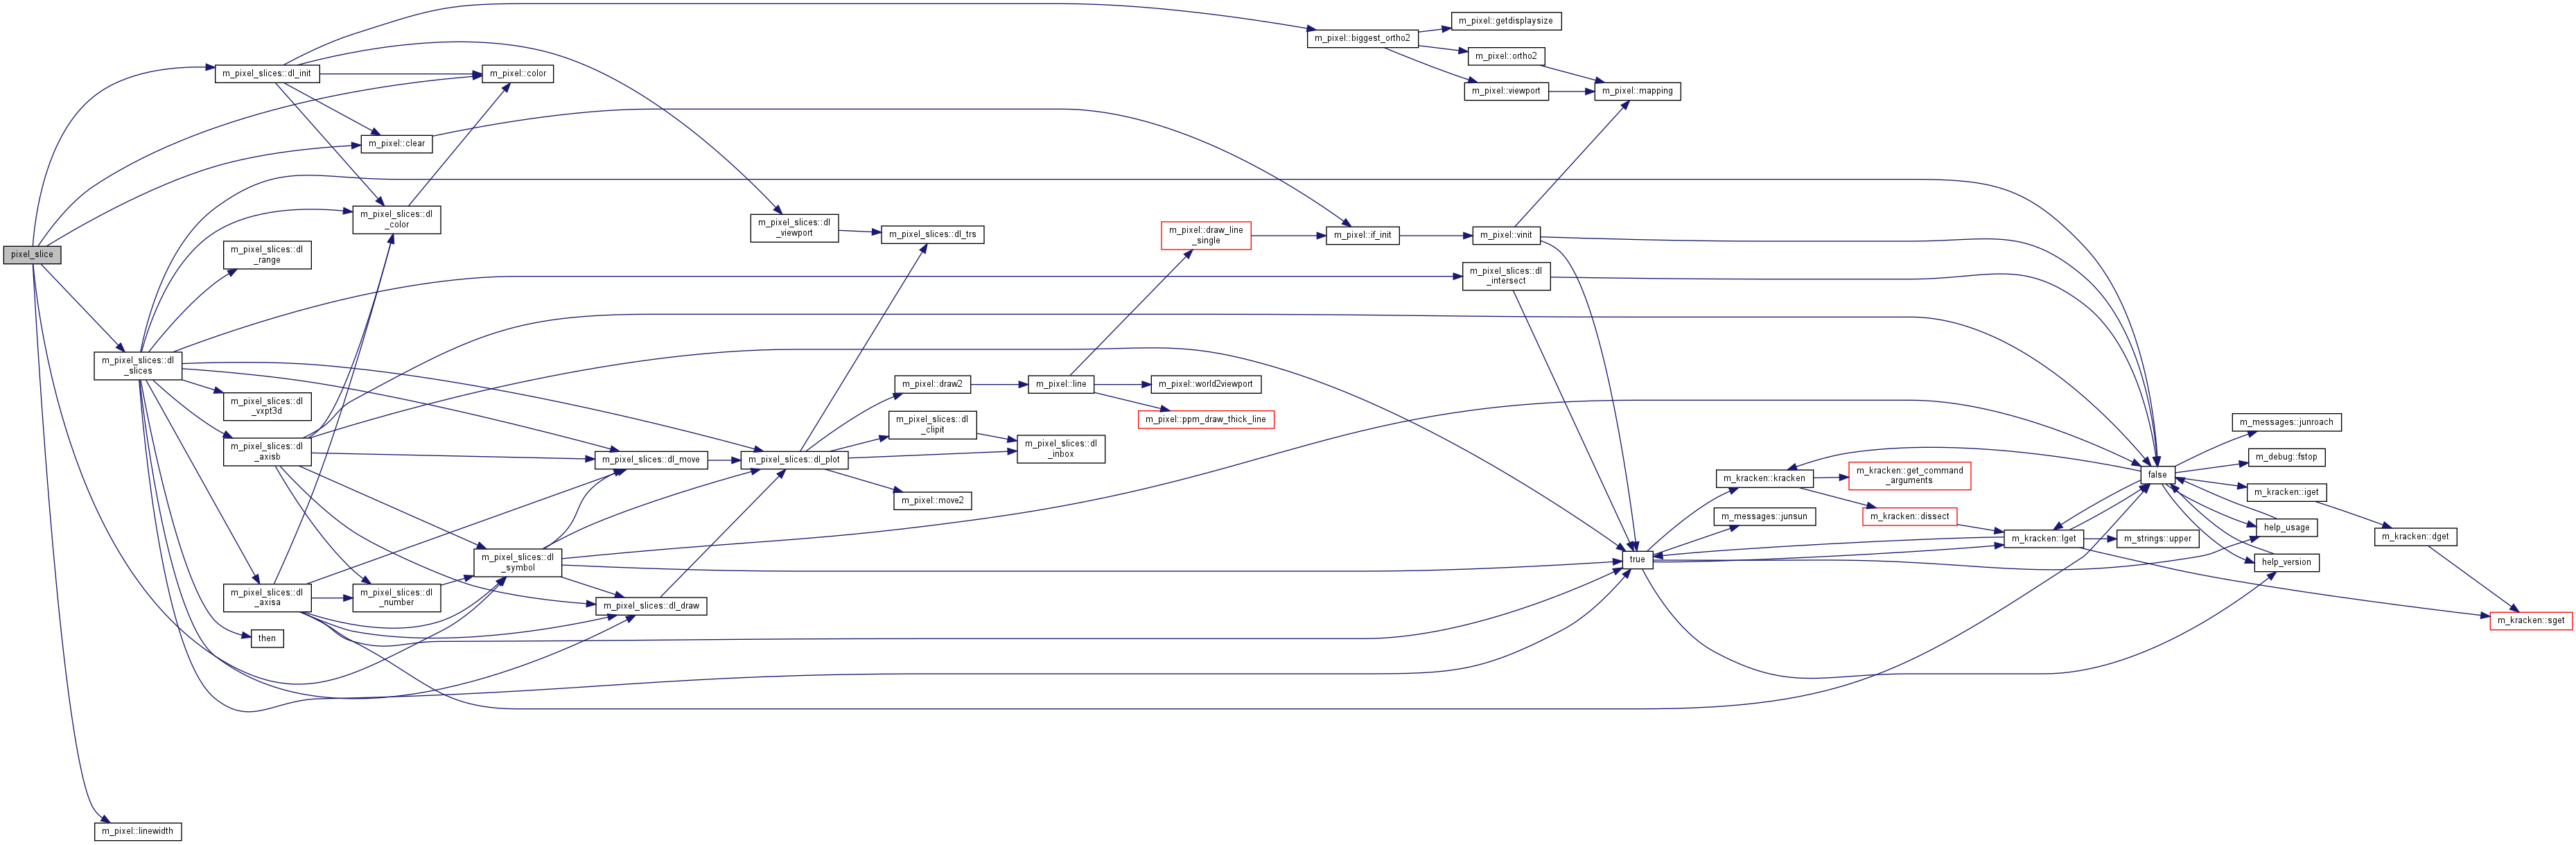 pixel_slice
m_pixel_slices::dl_init
m_pixel::color
m_pixel::clear
m_pixel_slices::dl
_color
m_pixel_slices::dl
_range
m_pixel_slices::dl
_slices
m_pixel_slices::dl
_vxpt3d
m_pixel_slices::dl
_axisb
m_pixel_slices::dl
_axisa
m_pixel_slices::dl
_number
then
m_pixel::linewidth
m_pixel_slices::dl
_symbol
m_pixel_slices::dl_move
m_pixel_slices::dl_draw
m_pixel_slices::dl
_viewport
m_pixel_slices::dl_trs
m_pixel_slices::dl_plot
m_pixel::draw2
m_pixel_slices::dl
_clipit
m_pixel_slices::dl
_inbox
m_pixel::move2
m_pixel::line
m_pixel::draw_line
_single
m_pixel::world2viewport
m_pixel::ppm_draw_thick_line
m_pixel::biggest_ortho2
m_pixel::getdisplaysize
m_pixel::ortho2
m_pixel::viewport
m_pixel::mapping
m_pixel::if_init
m_pixel::vinit
m_pixel_slices::dl
_intersect
true
m_kracken::kracken
m_messages::junsun
m_kracken::get_command
_arguments
m_kracken::dissect
m_kracken::lget
m_strings::upper
false
m_messages::junroach
m_debug::fstop
m_kracken::iget
help_usage
help_version
m_kracken::dget
m_kracken::sget